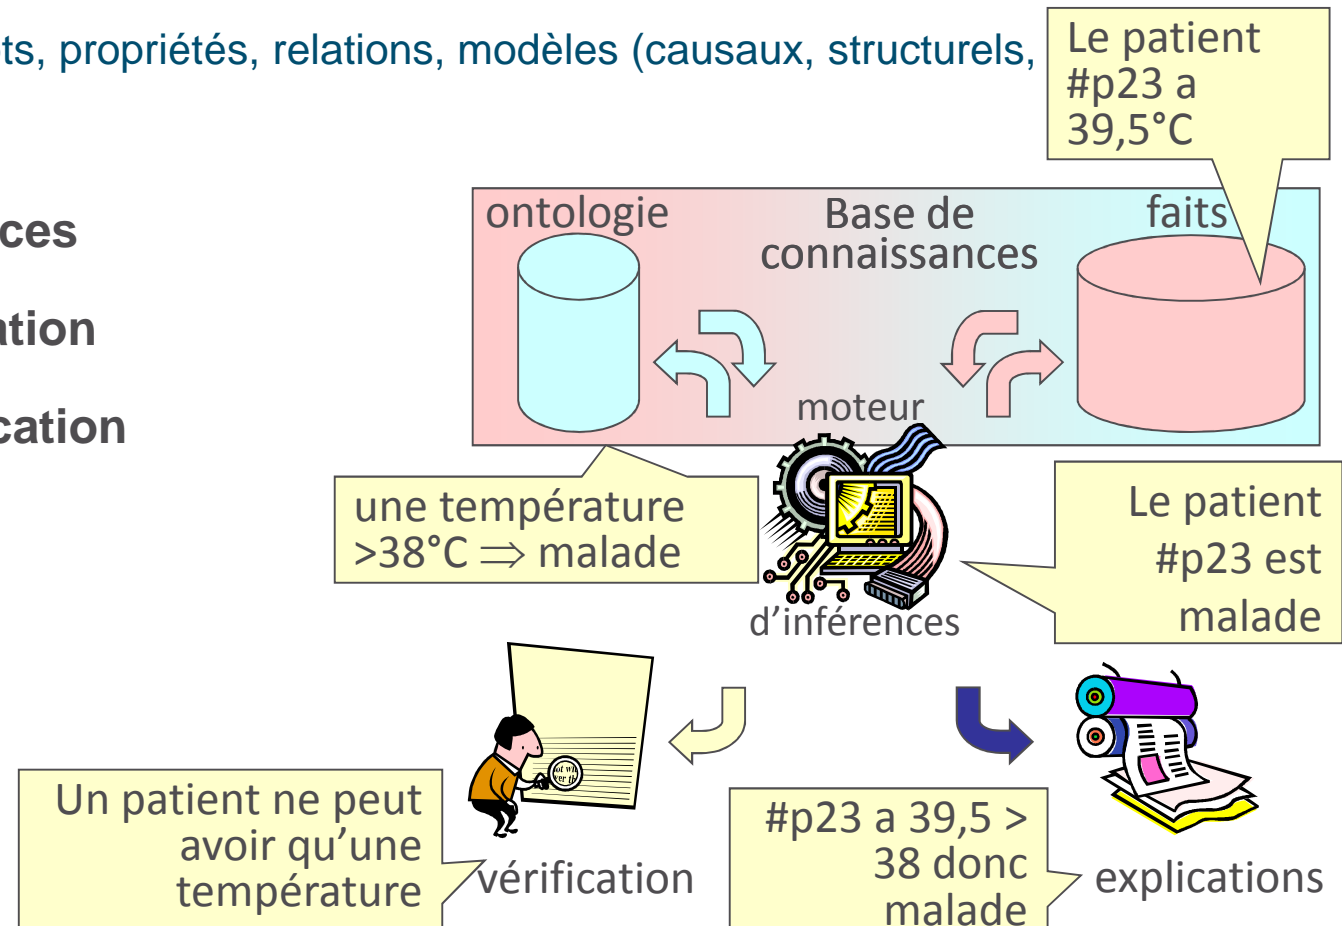 ts, propriétés, relations, modèles (causaux, structurels,
Le patient
#p23 a
39,5°C
ces
ation
cation
ontologie
Base de
connaissances
faits
moteur
d’inférences
une température
>38°C ⇒ malade
Le patient
#p23 est
malade
Un patient ne peut
avoir qu’une
température
vérification
#p23 a 39,5 >
38 donc
malade
explications